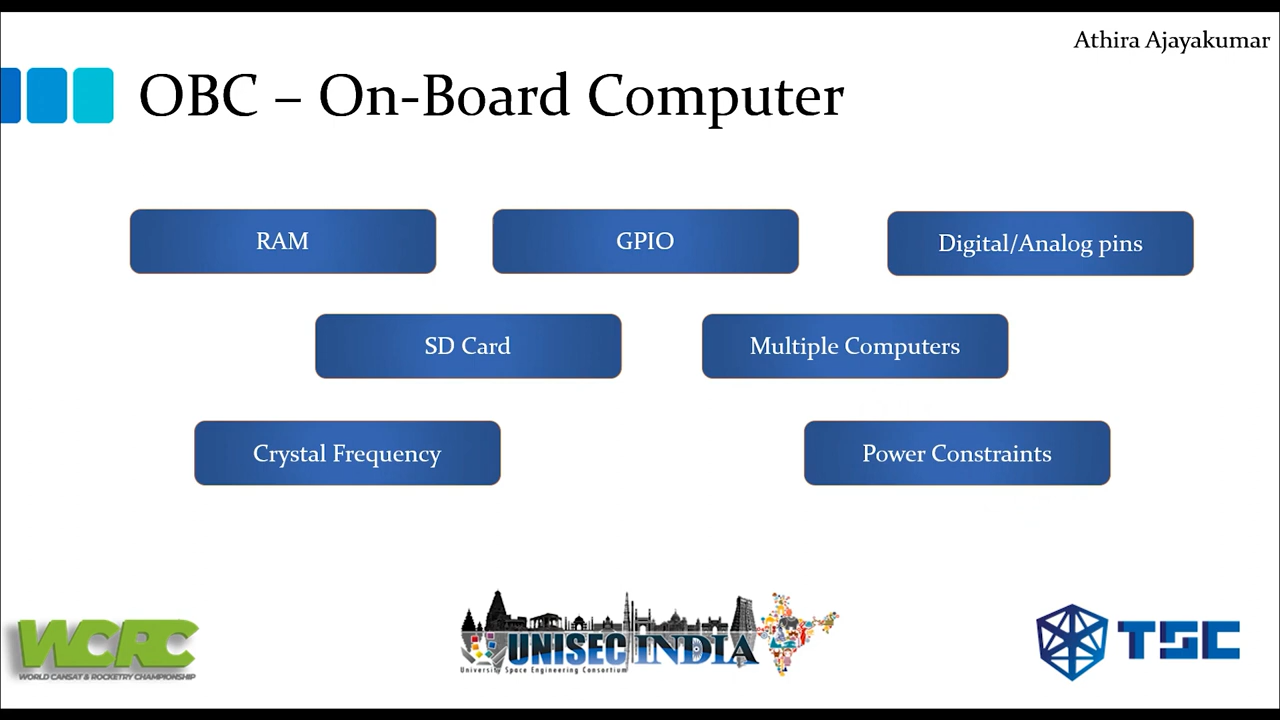 Athira Ajayakumar
OBC – On-Board Computer
RAM
GPIO
Digital/Analog pins
SD Card
Multiple Computers
Crystal Frequency
Power Constraints
WCRC
WORLD CANSAT & ROCKETRY CHAMPIONSHIP
UNISEC INDIA
University Space Engineering Consortium
TSC